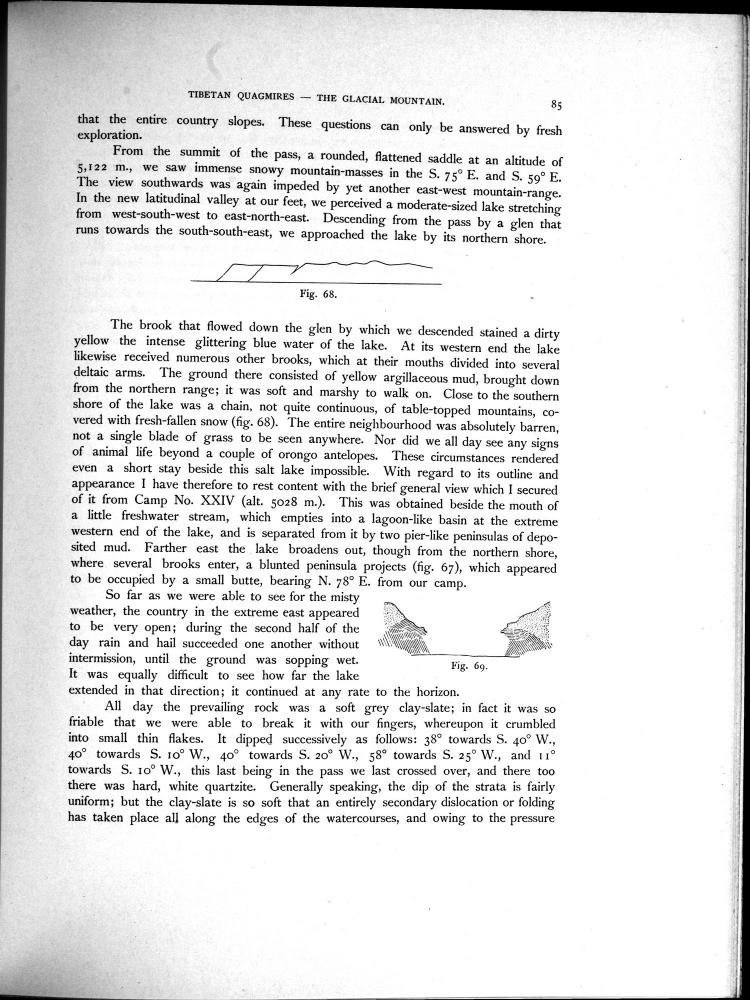 TIBETAN QUAGMIRES — THE GLACIAL MOUNTAIN. 85
that the entire country slopes. These questions can only be answered by fresh
exploration.
From the summit of the pass, a rounded, flattened saddle at an altitude of
5,122 m., we saw immense snowy mountain-masses in the S. 75° E. and S. 59° E.
The view southwards was again impeded by yet another east-west mountain-range.
In the new latitudinal valley at our feet, we perceived a moderate-sized lake stretching
from west-south-west to east-north-east. Descending from the pass by a glen that
runs towards the south-south-east, we approached the lake by its northern shore.
Fig. 68.
The brook that flowed down the glen by which we descended stained a dirty
yellow the intense glittering blue water of the lake. At its western end the lake
likewise received numerous other brooks, which at their mouths divided into several
deltaic arms. The ground there consisted of yellow argillaceous mud, brought down
from the northern range; it was soft and marshy to walk on. Close to the southern
shore of the lake was a chain, not quite continuous, of table-topped mountains, co-
vered with fresh-fallen snow (fig. 68). The entire neighbourhood was absolutely barren,
not a single blade of grass to be seen anywhere. Nor did we all day see any signs
of animal life beyond a couple of orongo antelopes. These circumstances rendered
even a short stay beside this salt lake impossible. With regard to its outline and
appearance I have therefore to rest content with the brief general view which I secured
of it from Camp No. XXIV (alt. 5028 m.). This was obtained beside the mouth of
a little freshwater stream, which empties into a lagoon-like basin at the extreme
western end of the lake, and is separated from it by two pier-like peninsulas of depo-
sited mud. Farther east the lake broadens out, though from the northern shore,
where several brooks enter, a blunted peninsula projects (fig. 67), which appeared
to be occupied by a small butte, bearing N. 78° E. from our camp.
So far as we were able to see for the misty
weather, the country in the extreme east appeared
to be very open; during the second half of the
day rain and hail succeeded one another without
intermission, until the ground was sopping wet.
It was equally difficult to see how far the lake
extended in that direction; it continued at any rate to the horizon.
Fig. 69.
All day the prevailing rock was a soft grey clay-slate; in fact it was so
friable that we were able to break it with our fingers, whereupon it crumbled
into small thin flakes. It dipped successively as follows: 38° towards S. 40° W.,
40° towards S. 10° W., 40° towards S. 20° W., 58° towards S. 25° W., and 11°
towards S. 10° W., this last being in the pass we last crossed over, and there too
there was hard, white quartzite. Generally speaking, the dip of the strata is fairly
uniform; but the clay-slate is so soft that an entirely secondary dislocation or folding
has taken place all along the edges of the watercourses, and owing to the pressure